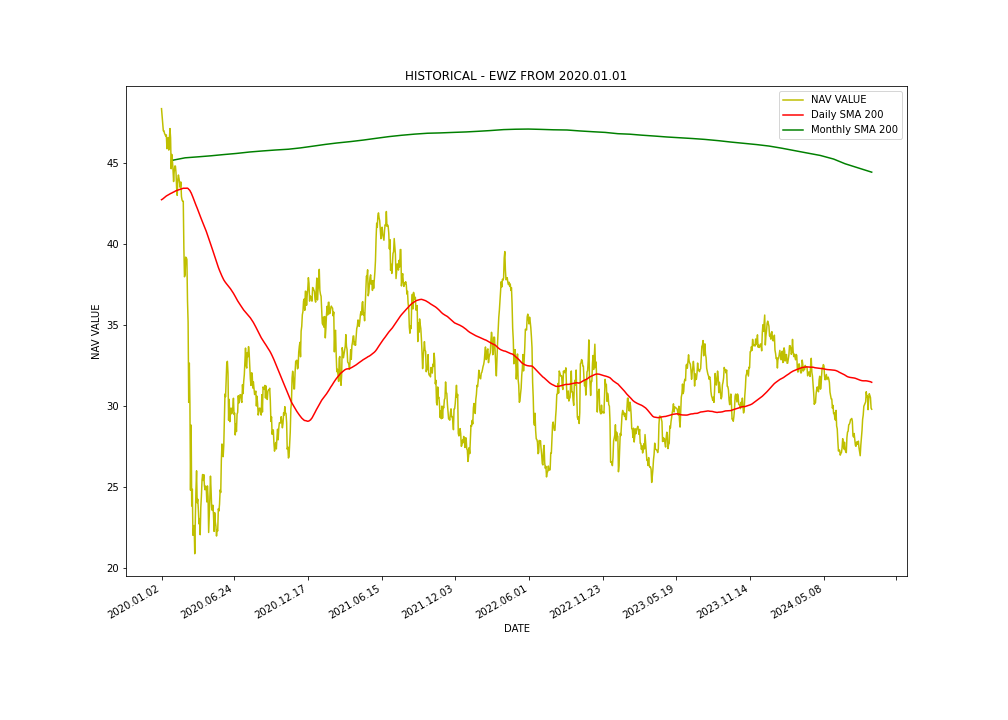 HISTORICAL - EWZ FROM 2020.01.01
NAV VALUE
Daily SMA 200
Monthly SMA 200
NAV VALUE
45
40
35
30
25
20
2020.01.02
2020.06.24
2020.12.17
2021.06.15
2021.12.03
2022.06.01
2022.11.23
2023.05.19
2023.11.14
2024.05.08
DATE